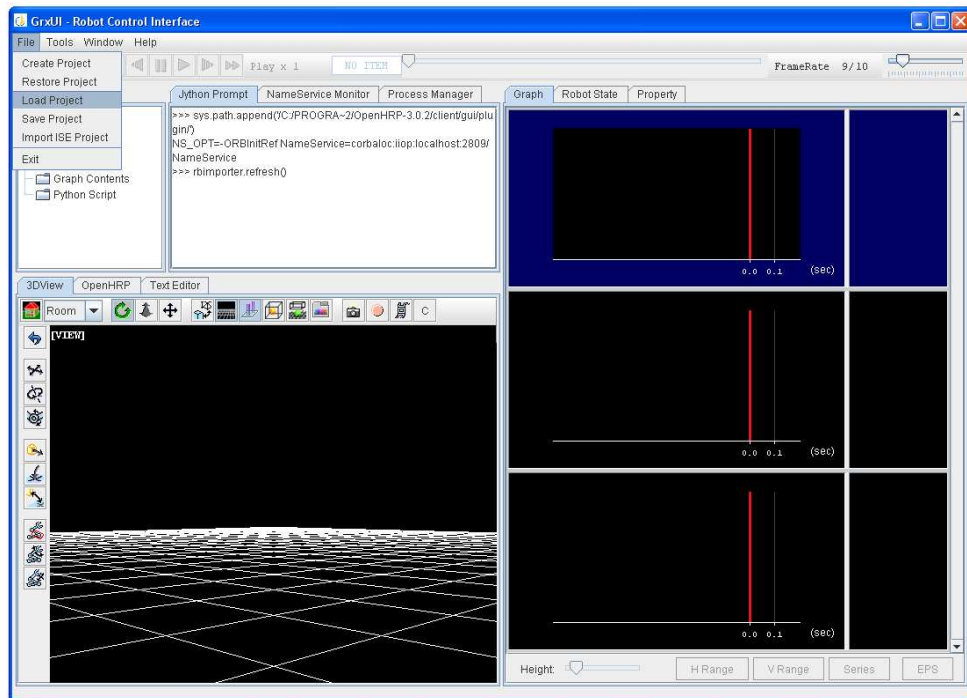 GrxUI - Robot Control Interface
File Tools Window Help
Create Project
Restore Project
Load Project
Save Project
Import ISE Project
Exit
Play x 1
NO ITEM
FrameRate 9/10
Graph Contents
Python Script
Jython Prompt NameService Monitor Process Manager
>>> sys.path.append('/C:/PROGRA~2/OpenHRP-3.0.2/client/gui/plu
gin/')
NS_OPT=-ORBInitRef NameService=corbaloc:iiop:localhost:2809/
NameService
>>> rbimporter.refresh()
Graph Robot State Property
0.0 0.1 (sec)
0.0 0.1 (sec)
0.0 0.1 (sec)
Height: H Range V Range Series EPS
3DView OpenHRP Text Editor
Room C
[VIEW]